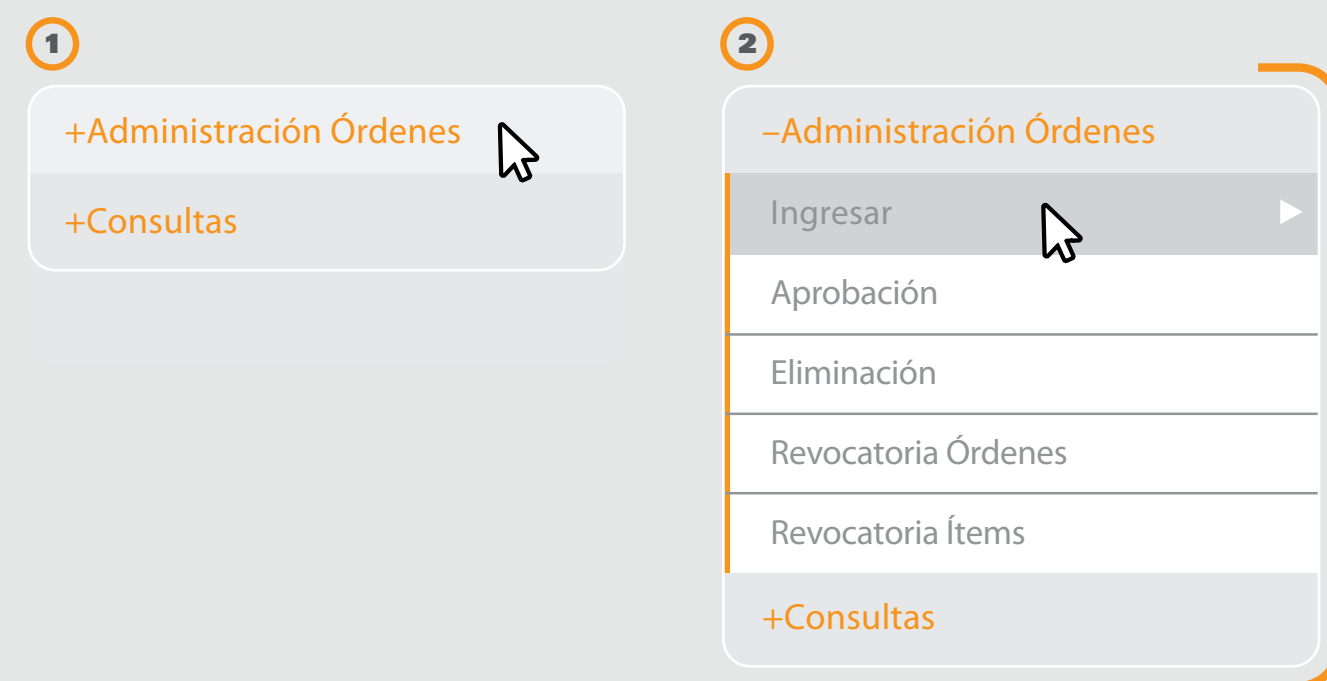 1
+Administración Órdenes
+Consultas
2
–Administración Órdenes
Ingresar
Aprobación
Eliminación
Revocatoria Órdenes
Revocatoria Ítems
+Consultas